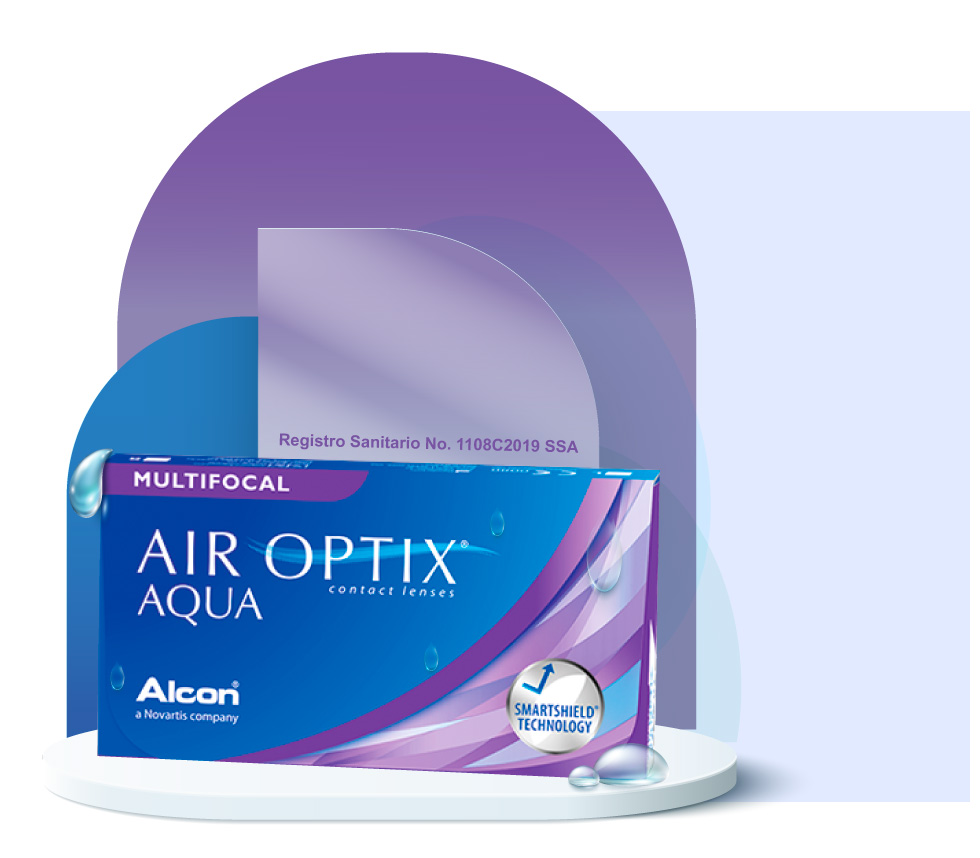 Registro Sanitario No. 1108C2019 SSA
MULTIFOCAL
AIR OPTIX®
contact lenses
AQUA
Alcon®
a Novartis company
SMARTSHIELD®
TECHNOLOGY